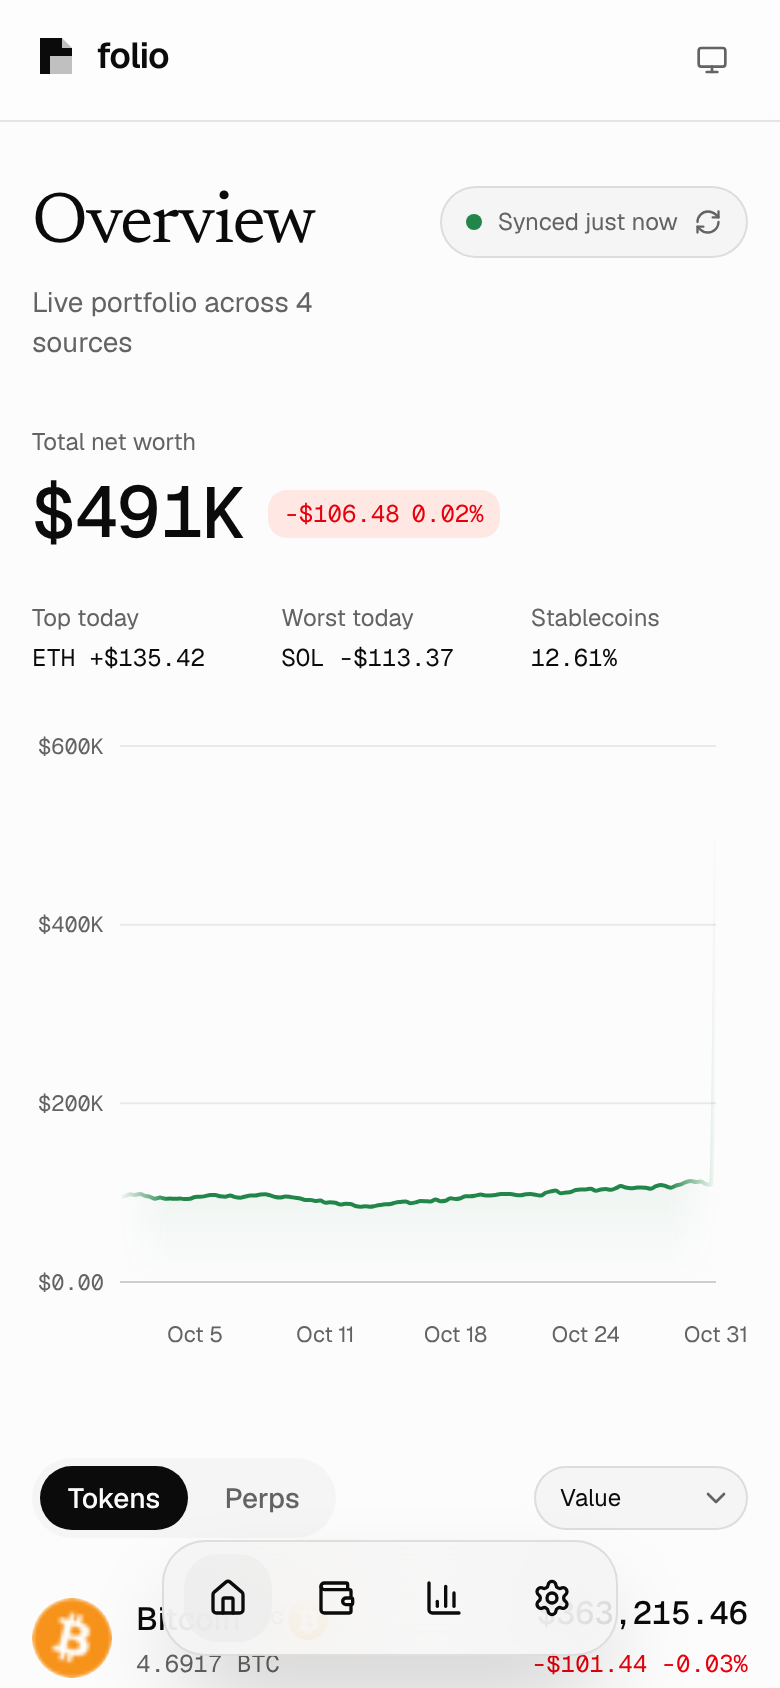 folio
Overview
Synced just now
Live portfolio across 4
sources
Total net worth
$491K
-$106.48 0.02%
Top today
Worst today
Stablecoins
ETH +$135.42
SOL -$113.37
12.61%
$600K
$400K
$200K
$0.00
Oct 5
Oct 11
Oct 18
Oct 24
Oct 31
Tokens
Perps
Value
Bitcoin
$363,215.46
4.6917 BTC
-$101.44 -0.03%